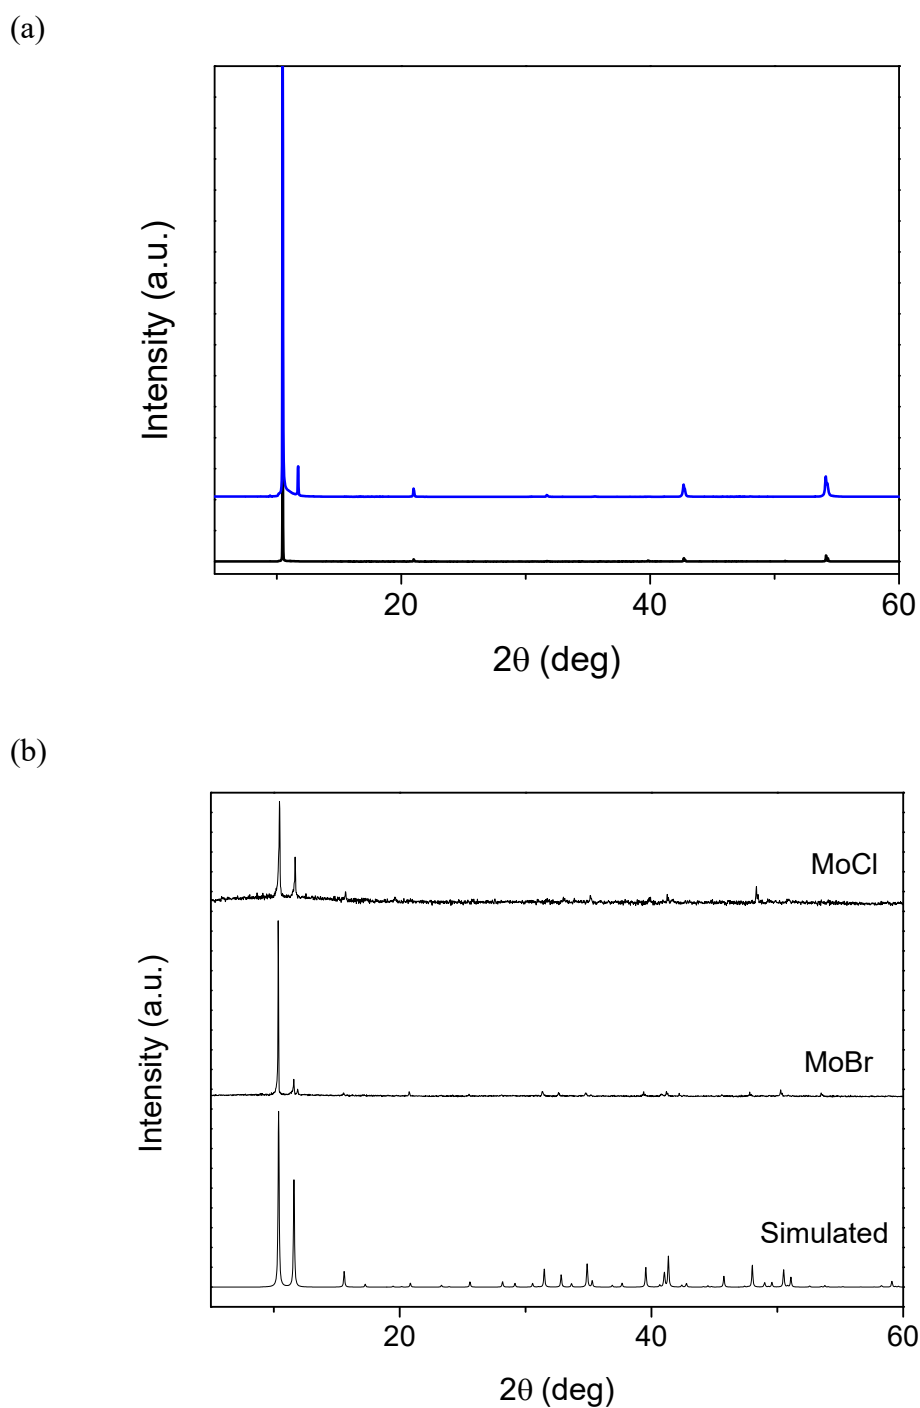 (a)
Intensity (a.u.)
20
40
60
2θ (deg)
(b)
MoCl
MoBr
Simulated
Intensity (a.u.)
20
40
60
2θ (deg)